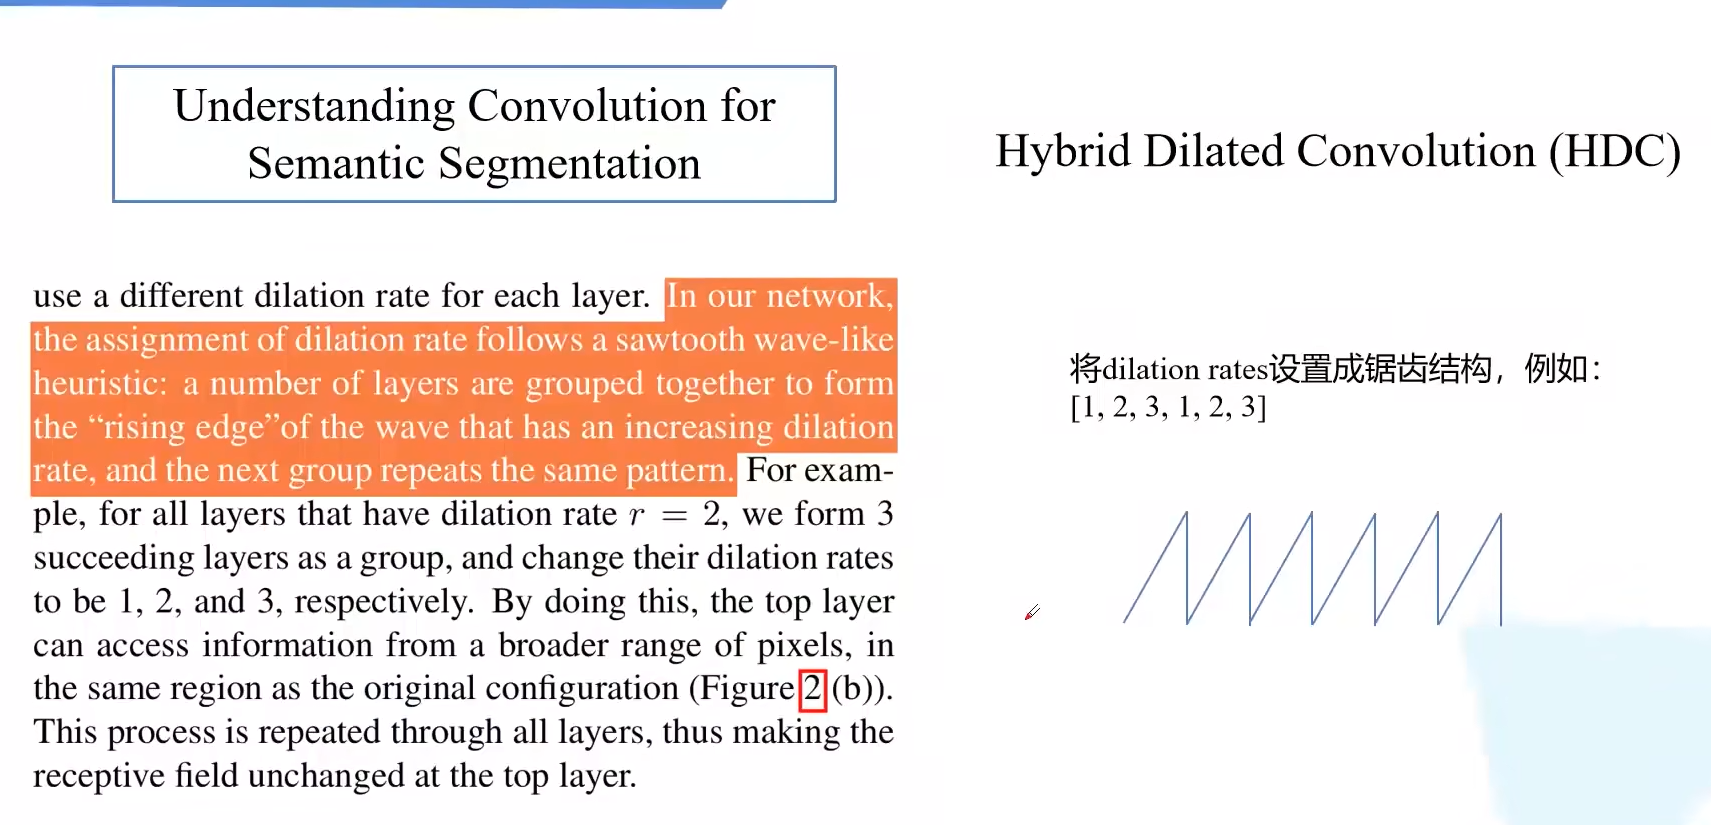 Understanding Convolution for
Semantic Segmentation
Hybrid Dilated Convolution (HDC)
use a different dilation rate for each layer. In our network,
the assignment of dilation rate follows a sawtooth wave-like
heuristic: a number of layers are grouped together to form
the “rising edge”of the wave that has an increasing dilation
rate, and the next group repeats the same pattern. For exam-
ple, for all layers that have dilation rate r = 2, we form 3
succeeding layers as a group, and change their dilation rates
to be 1, 2, and 3, respectively. By doing this, the top layer
can access information from a broader range of pixels, in
the same region as the original configuration (Figure 2 (b)).
This process is repeated through all layers, thus making the
receptive field unchanged at the top layer.
将dilation rates设置成锯齿结构，例如：
[1, 2, 3, 1, 2, 3]